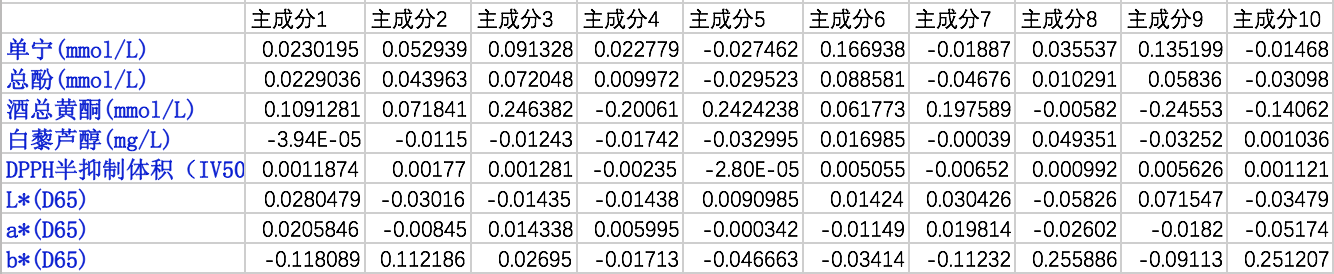 主成分1 主成分2 主成分3 主成分4 主成分5 主成分6 主成分7 主成分8 主成分9 主成分10
单宁(mmol/L) 0.0230195 0.052939 0.091328 0.022779 -0.027462 0.166938 -0.01887 0.035537 0.135199 -0.01468
总酚(mmol/L) 0.0229036 0.043963 0.072048 0.009972 -0.029523 0.088581 -0.04676 0.010291 0.05836 -0.03098
酒总黄酮(mmol/L) 0.1091281 0.071841 0.246382 -0.20061 0.2424238 0.061773 0.197589 -0.00582 -0.24553 -0.14062
白藜芦醇(mg/L) -3.94E-05 -0.0115 -0.01243 -0.01742 -0.032995 0.016985 -0.00039 0.049351 -0.03252 0.001036
DPPH半抑制体积（IV50 0.0011874 0.00177 0.001281 -0.00235 -2.80E-05 0.005055 -0.00652 0.000992 0.005626 0.001121
L*(D65) 0.0280479 -0.03016 -0.01435 -0.01438 0.0090985 0.01424 0.030426 -0.05826 0.071547 -0.03479
a*(D65) 0.0205846 -0.00845 0.014338 0.005995 -0.000342 -0.01149 0.019814 -0.02602 -0.0182 -0.05174
b*(D65) -0.118089 0.112186 0.02695 -0.01713 -0.046663 -0.03414 -0.11232 0.255886 -0.09113 0.251207